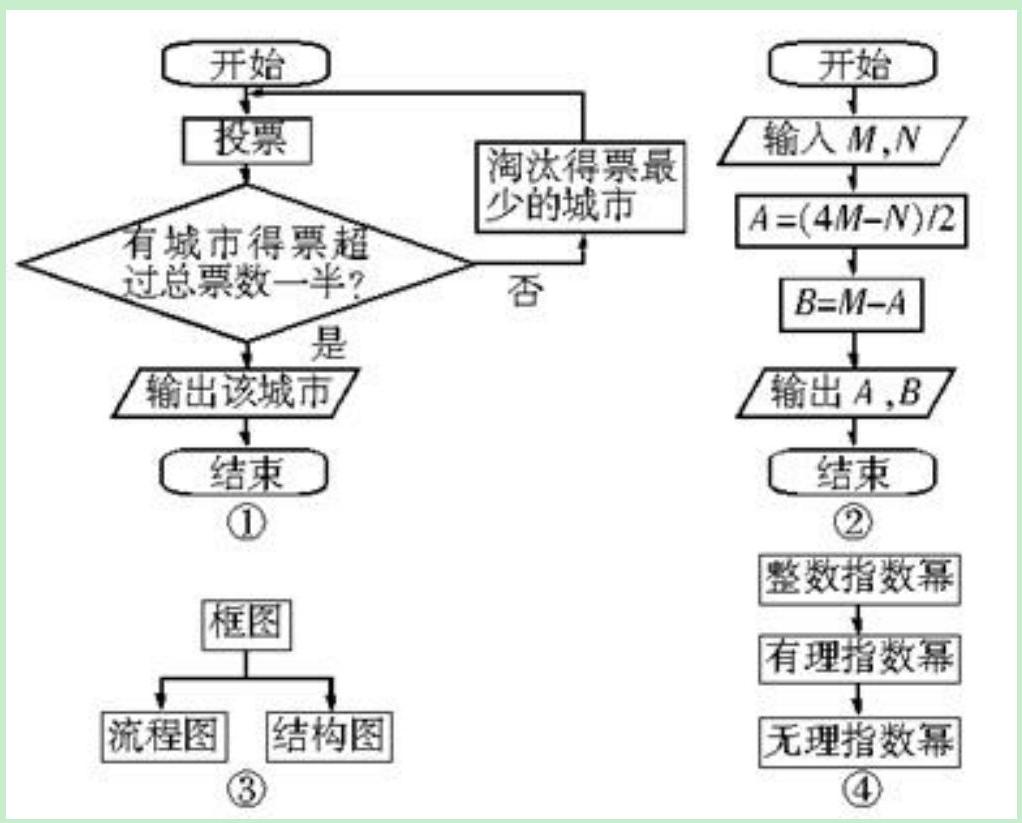 开始
投票
有城市得票超
过总票数一半?
是
否
淘汰得票最
少的城市
输出该城市
结束
①
开始
输入 M,N
A=(4M-N)/2
B=M-A
输出 A,B
结束
②
框图
流程图
结构图
③
整数指数幂
有理指数幂
无理指数幂
④